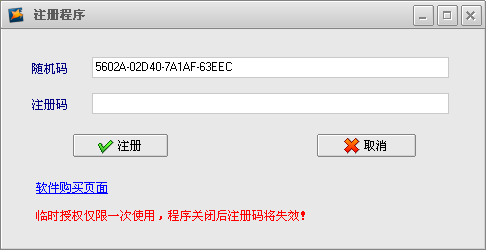 注册程序
随机码 5602A-02D40-7A1AF-63EEC
注册码
注册 取消
软件购买页面
临时授权仅限一次使用，程序关闭后注册码将失效！